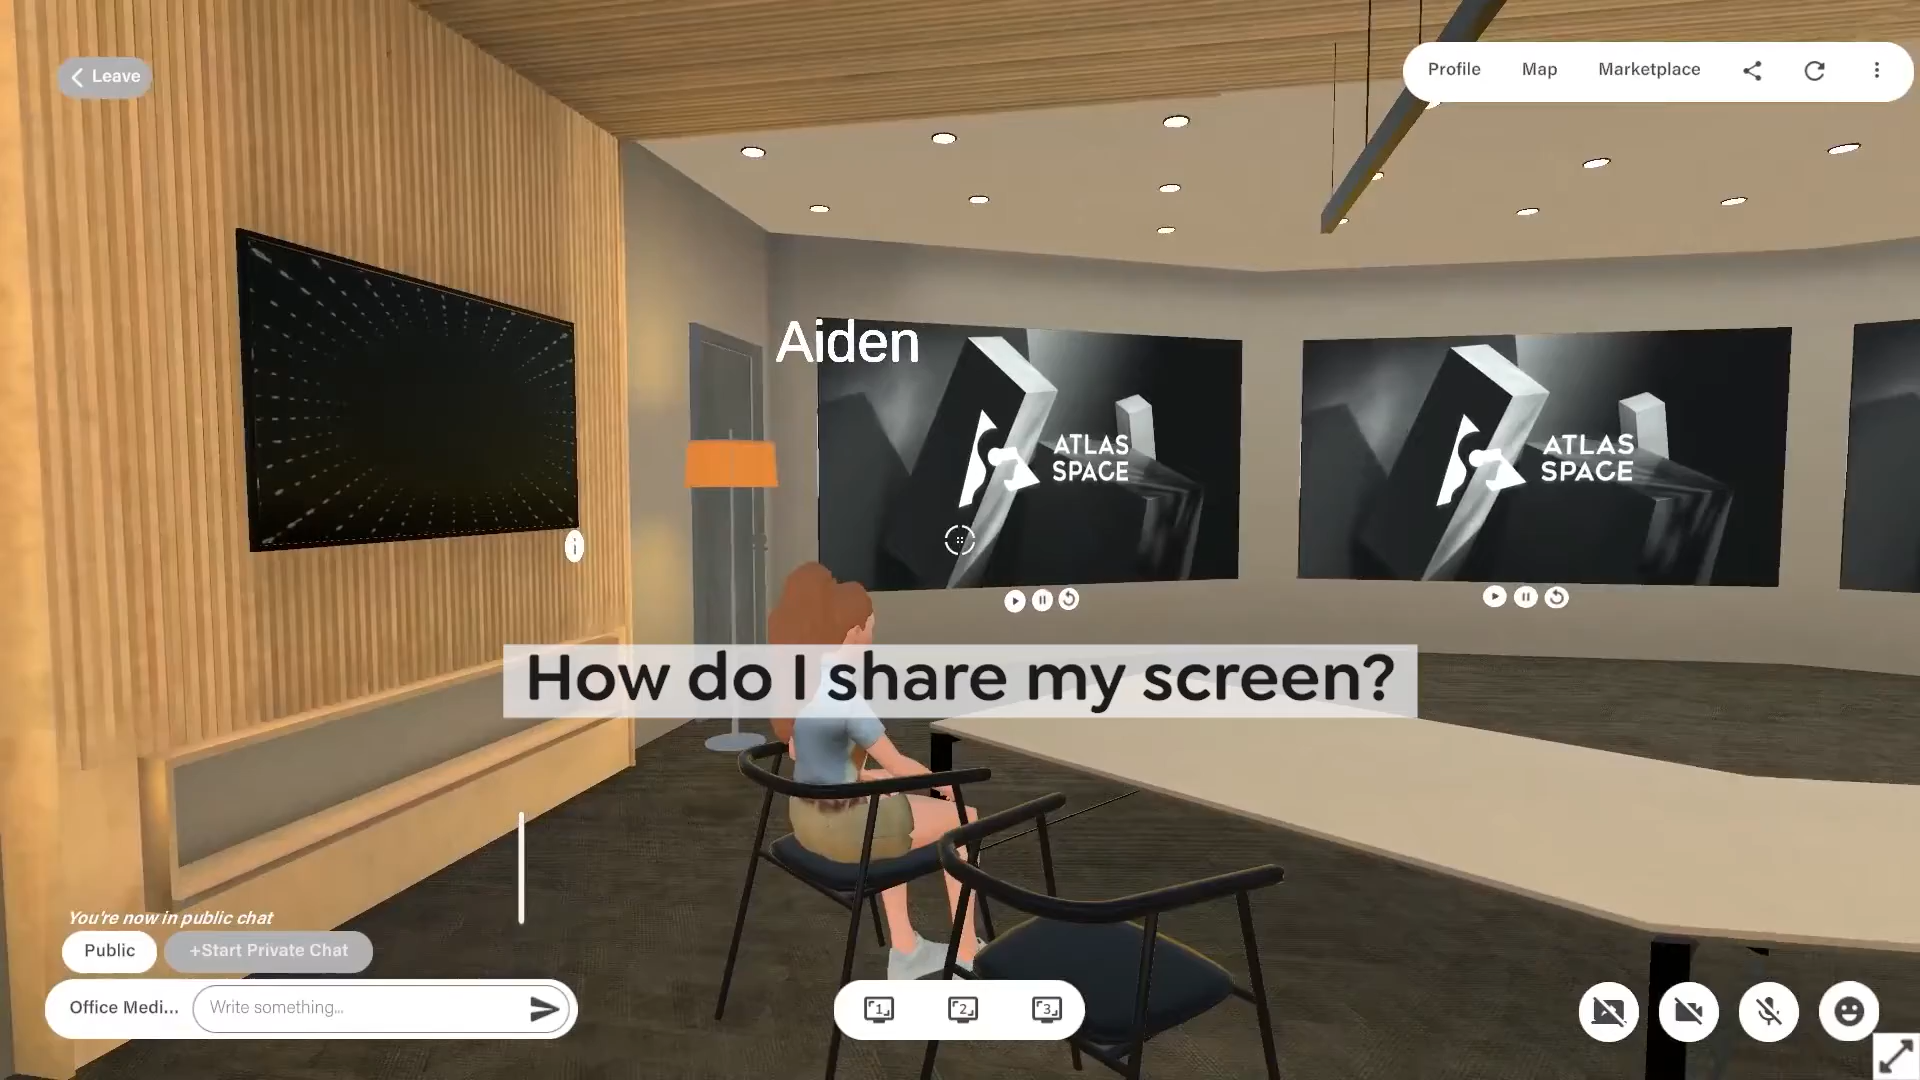 Leave
Profile
Map
Marketplace
Aiden
ATLAS
SPACE
ATLAS
SPACE
How do I share my screen?
You're now in public chat
Public
+Start Private Chat
Office Medi...
Write something...
1
2
3